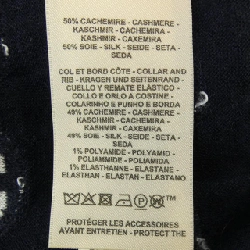 50% CACHEMIRE - CASHMERE -
KASCHMIR - CACHEMIRA -
KASHMIR - CAXEMIRA
50% SOIE - SILK - SEIDE - SETA -
SEDA
COL ET BORD CÔTE - COLLAR AND
RIB - KRAGEN UND SEITENRAND -
CUELLO Y REMATE ELASTICO -
COLLO E ORLO A COSTINE -
COLARINHO E PUNHO A BORDA
49% CACHEMIRE - CASHMERE -
KASCHMIR - CACHEMIRA -
KASHMIR - CAXEMIRA
49% SOIE - SILK - SEIDE - SETA -
SEDA
1% POLYAMIDE - POLYAMID -
POLIAMMIDE - POLIAMIDA
1% ELASTHANNE - ELASTANE -
ELASTHAN - ELASTAN - ELASTANO
PROTÉGER LES ACCESSOIRES
AVANT ENTRETIEN - PROTECT THE